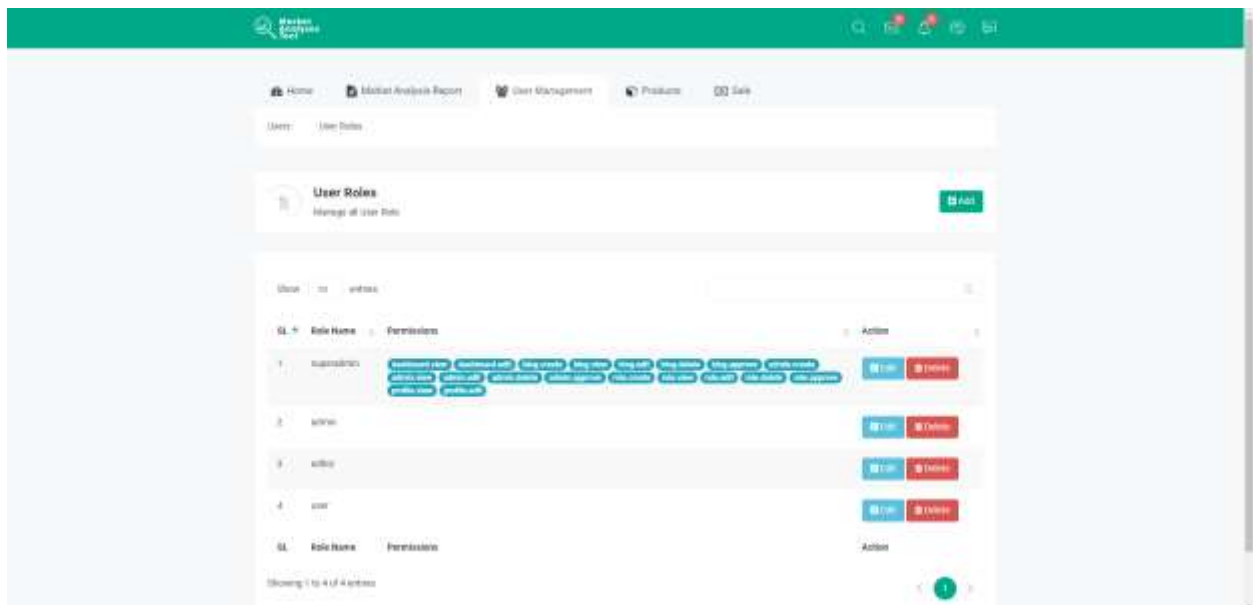 Market
Analysis
Tool
Home Market Analysis Report User Management Products Sale
Users User Roles
User Roles
Manage all User Role
Add
Show 10 entries
SL Role Name Permissions Action
1 superadmin dashboard.view dashboard.edit blog.create blog.view blog.edit blog.delete blog.approve admin.create Edit Delete
admin.view admin.edit admin.delete admin.approve role.create role.view role.edit role.delete role.approve
profile.view profile.edit
2 admin Edit Delete
3 editor Edit Delete
4 user Edit Delete
SL Role Name Permissions Action
Showing 1 to 4 of 4 entries
1